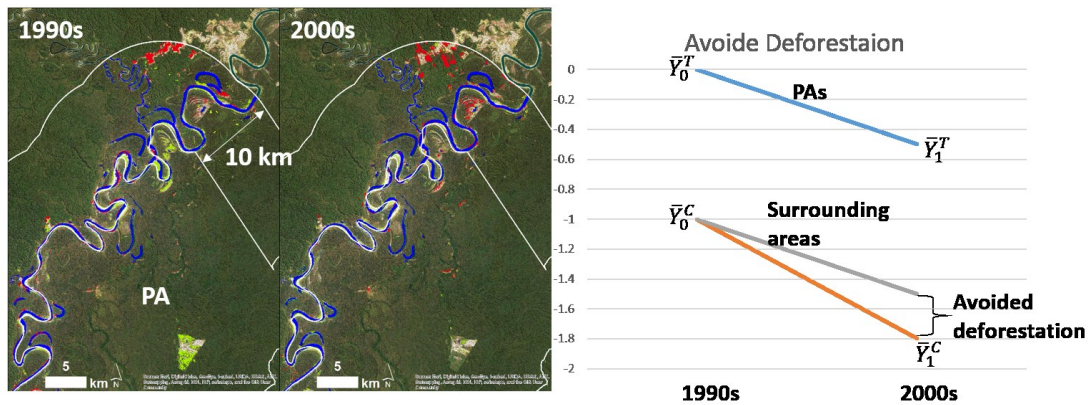 1990s
10 km
PA
5
km N
2000s
5
km N
Avoide Deforestaion
0
-0.2
-0.4
-0.6
-0.8
-1
-1.2
-1.4
-1.6
-1.8
-2
Ȳ₀ᵀ
PAs
Ȳ₁ᵀ
Ȳ₀ᶜ
Surrounding
areas
Avoided
deforestation
Ȳ₁ᶜ
1990s
2000s